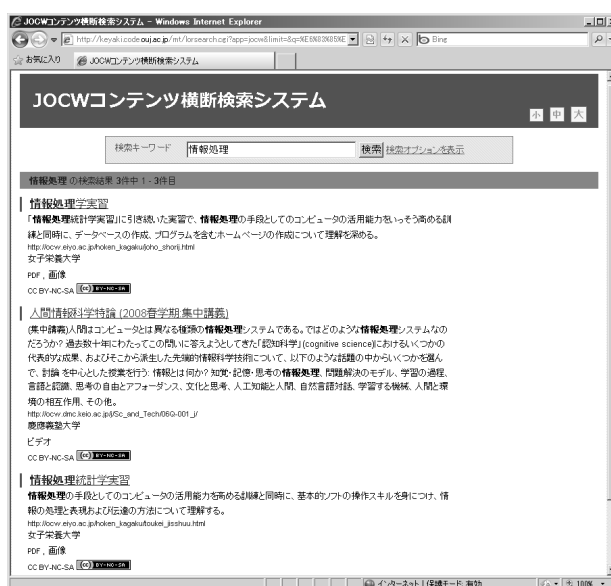 JOCWコンテンツ横断検索システム - Windows Internet Explorer
http://keyaki.code.ouj.ac.jp/mt/lorsearch.cgi?app=jocw&limit=&q=%E6%83%85%E
Bing
お気に入り
JOCWコンテンツ横断検索システム
JOCWコンテンツ横断検索システム
小 中 大
検索キーワード 情報処理 検索 検索オプションを表示
情報処理 の検索結果 3件中 1 - 3件目
情報処理学実習
「情報処理統計学実習」に引き続いた実習で、情報処理の手段としてのコンピュータの活用能力をいっそう高める訓
練と同時に、データベースの作成、プログラムを含むホームページの作成について理解を深める。
http://ocw.eiyo.ac.jp/hoken_kagaku/joho_shorij.html
女子栄養大学
PDF , 画像
CC BY-NC-SA (cc) BY-NC-SA
人間情報科学特論 (2008春学期:集中講義)
(集中講義)人間はコンピュータとは異なる種類の情報処理システムである。ではどのような情報処理システムなの
だろうか? 過去数十年にわたってこの問いに答えようとしてきた「認知科学」(cognitive science)におけるいくつかの
代表的な成果、およびそこから派生した先端的情報科学技術について、以下のような話題の中からいくつかを選ん
で、討論を中心とした授業を行う: 情報とは何か? 知覚・記憶・思考の情報処理、問題解決のモデル、学習の過程、
言語と認識、思考の自由とアフォーダンス、文化と思考、人工知能と人間、自然言語対話、学習する機械、人間と環
境の相互作用、その他。
http://ocw.dmc.keio.ac.jp/j/Sc_and_Tech/06Q-001_j/
慶應義塾大学
ビデオ
CC BY-NC-SA (cc) BY-NC-SA
情報処理統計学実習
情報処理の手段としてのコンピュータの活用能力を高める訓練と同時に、基本的ソフトの操作スキルを身につけ、情
報の処理と表現および伝達の方法について理解する。
http://ocw.eiyo.ac.jp/hoken_kagaku/toukei_jisshuu.html
女子栄養大学
PDF , 画像
CC BY-NC-SA (cc) BY-NC-SA
インターネット | 保護モード: 有効 100%